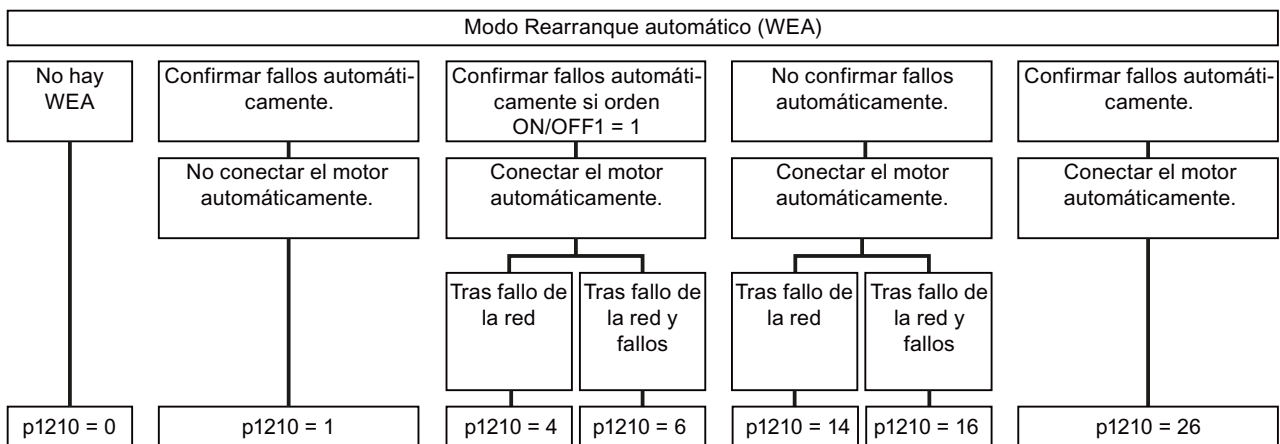 Modo Rearranque automático (WEA)
No hay
WEA
Confirmar fallos automáti-
camente.
Confirmar fallos automáti-
camente si orden
ON/OFF1 = 1
No confirmar fallos
automáticamente.
Confirmar fallos automáti-
camente.
No conectar el motor
automáticamente.
Conectar el motor
automáticamente.
Conectar el motor
automáticamente.
Conectar el motor
automáticamente.
Tras fallo de
la red
Tras fallo de
la red y
fallos
Tras fallo de
la red
Tras fallo de
la red y
fallos
p1210 = 0
p1210 = 1
p1210 = 4
p1210 = 6
p1210 = 14
p1210 = 16
p1210 = 26